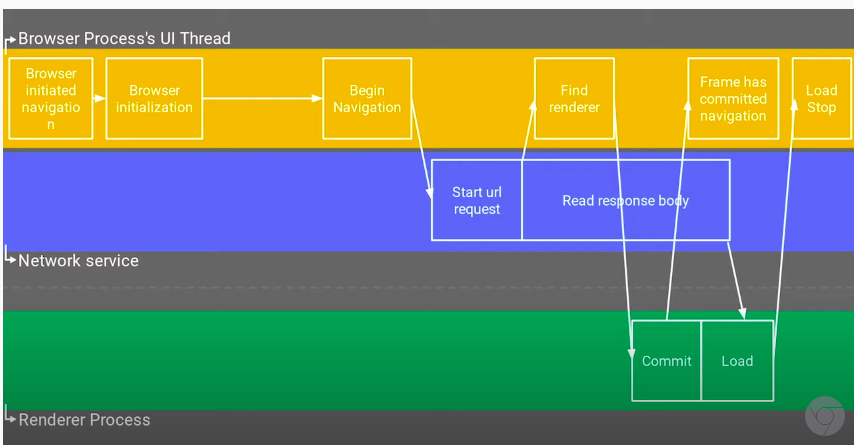 Browser Process's UI Thread
Browser
initiated
navigatio
n
Browser
initialization
Begin
Navigation
Find
renderer
Frame has
committed
navigation
Load
Stop
Start url
request
Read response body
Network service
Commit
Load
Renderer Process